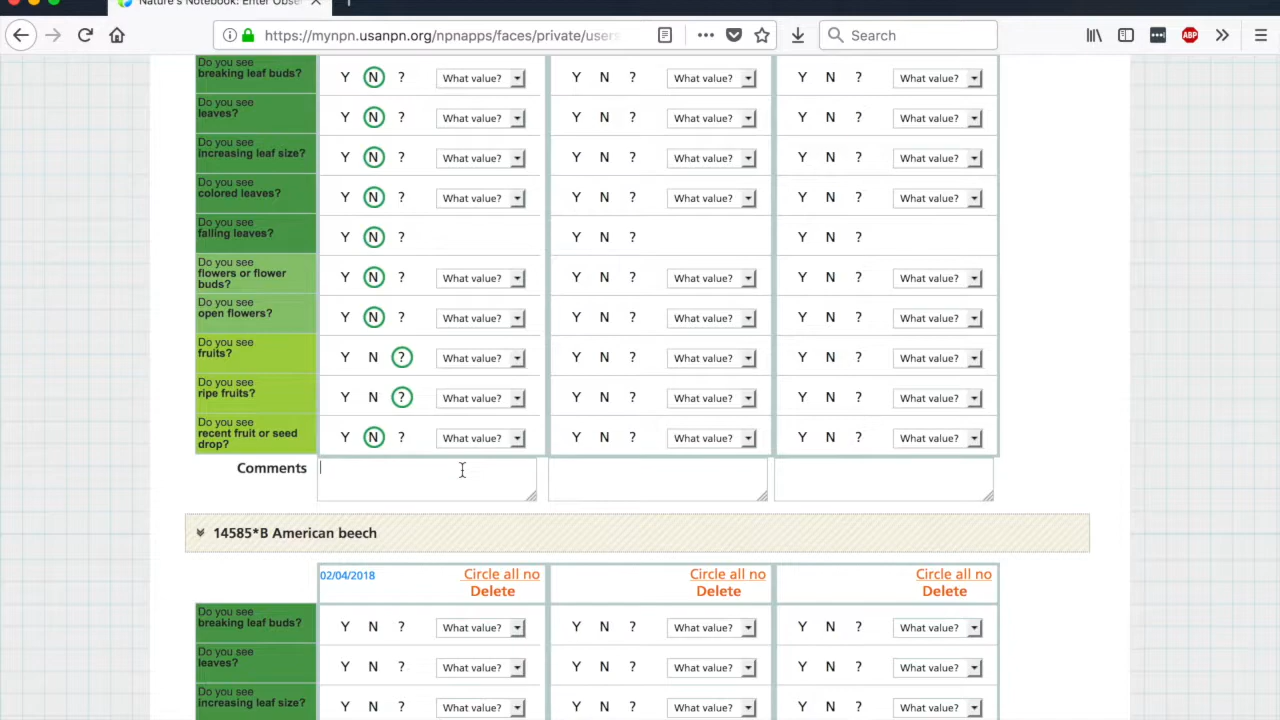 Nature's Notebook: Enter Obse
https://mynpn.usanpn.org/npnapps/faces/private/users
Search
ABP
Do you see breaking leaf buds? Y N ? What value? Y N ? What value? Y N ? What value?
Do you see leaves? Y N ? What value? Y N ? What value? Y N ? What value?
Do you see increasing leaf size? Y N ? What value? Y N ? What value? Y N ? What value?
Do you see colored leaves? Y N ? What value? Y N ? What value? Y N ? What value?
Do you see falling leaves? Y N ? Y N ? Y N ?
Do you see flowers or flower buds? Y N ? What value? Y N ? What value? Y N ? What value?
Do you see open flowers? Y N ? What value? Y N ? What value? Y N ? What value?
Do you see fruits? Y N ? What value? Y N ? What value? Y N ? What value?
Do you see ripe fruits? Y N ? What value? Y N ? What value? Y N ? What value?
Do you see recent fruit or seed drop? Y N ? What value? Y N ? What value? Y N ? What value?
Comments
14585*B American beech
02/04/2018 Circle all no Circle all no Circle all no
Delete Delete Delete
Do you see breaking leaf buds? Y N ? What value? Y N ? What value? Y N ? What value?
Do you see leaves? Y N ? What value? Y N ? What value? Y N ? What value?
Do you see increasing leaf size? Y N ? What value? Y N ? What value? Y N ? What value?